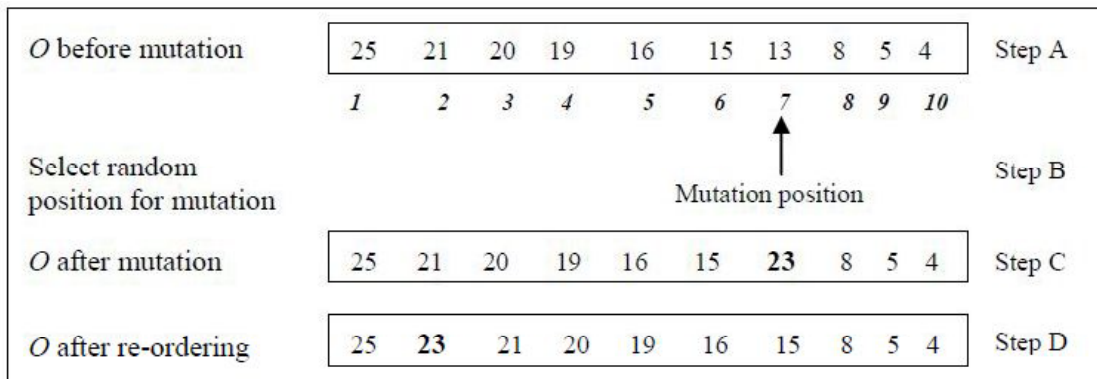 O before mutation 25 21 20 19 16 15 13 8 5 4 Step A
1 2 3 4 5 6 7 8 9 10
Select random
position for mutation
Step B
Mutation position
O after mutation 25 21 20 19 16 15 23 8 5 4 Step C
O after re-ordering 25 23 21 20 19 16 15 8 5 4 Step D